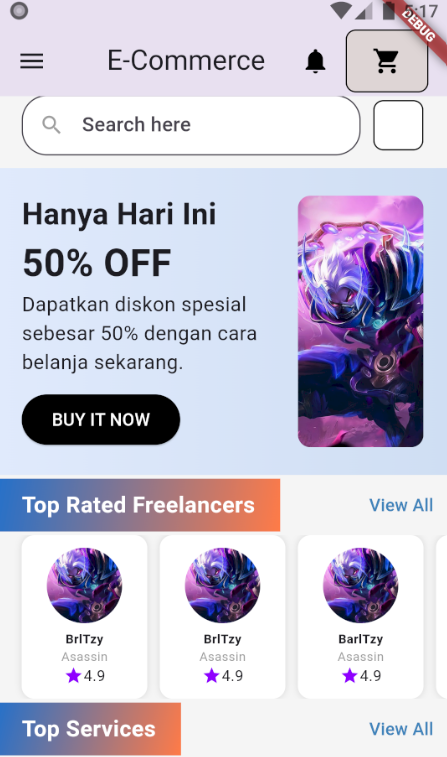 5:17
DEBUG
E-Commerce
Search here
Hanya Hari Ini
50% OFF
Dapatkan diskon spesial
sebesar 50% dengan cara
belanja sekarang.
BUY IT NOW
Top Rated Freelancers
View All
BrlTzy
BrlTzy
BarlTzy
Asassin
Asassin
Asassin
4.9
4.9
4.9
Top Services
View All